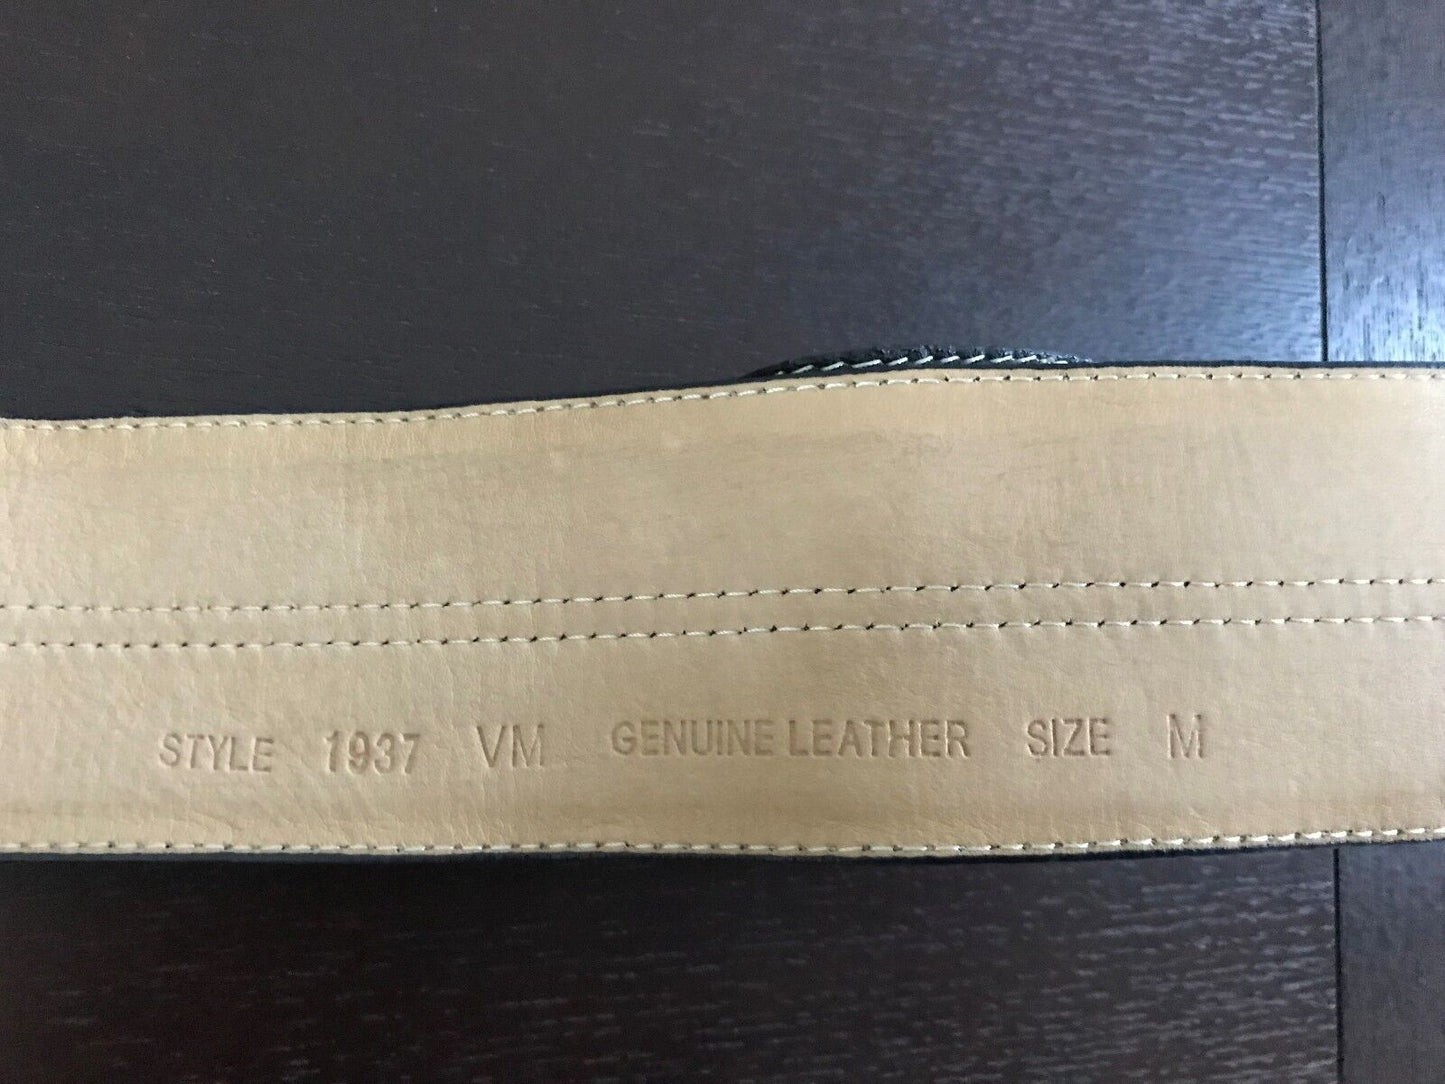 STYLE 1937 VM GENUINE LEATHER SIZE M